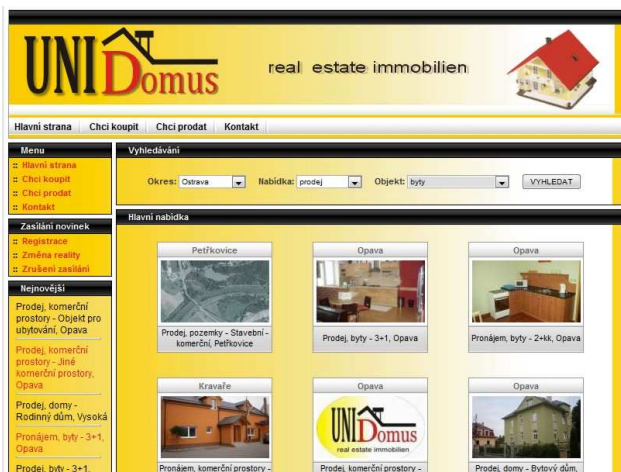 UNIDomus
real estate immobilien
Hlavní strana Chci koupit Chci prodat Kontakt
Menu
:: Hlavní strana
:: Chci koupit
:: Chci prodat
:: Kontakt
Zasílání novinek
:: Registrace
:: Změna reality
:: Zrušení zasílání
Nejnovější
Prodej, komerční
prostory - Objekt pro
ubytování, Opava
Prodej, komerční
prostory - Jiné
komerční prostory,
Opava
Prodej, domy -
Rodinný dům, Vysoká
Pronájem, byty - 3+1,
Opava
Prodej, byty - 3+1,
Vyhledávání
Okres: Ostrava Nabídka: prodej Objekt: byty VYHLEDAT
Hlavní nabídka
Petřkovice
Prodej, pozemky - Stavební -
komerční, Petřkovice
Opava
Prodej, byty - 3+1, Opava
Opava
Pronájem, byty - 2+kk, Opava
Kravaře
Pronájem, komerční prostory -
Opava
UNIDomus
real estate immobilien
Prodej, komerční prostory -
Opava
Prodej, domy - Bytový dům,